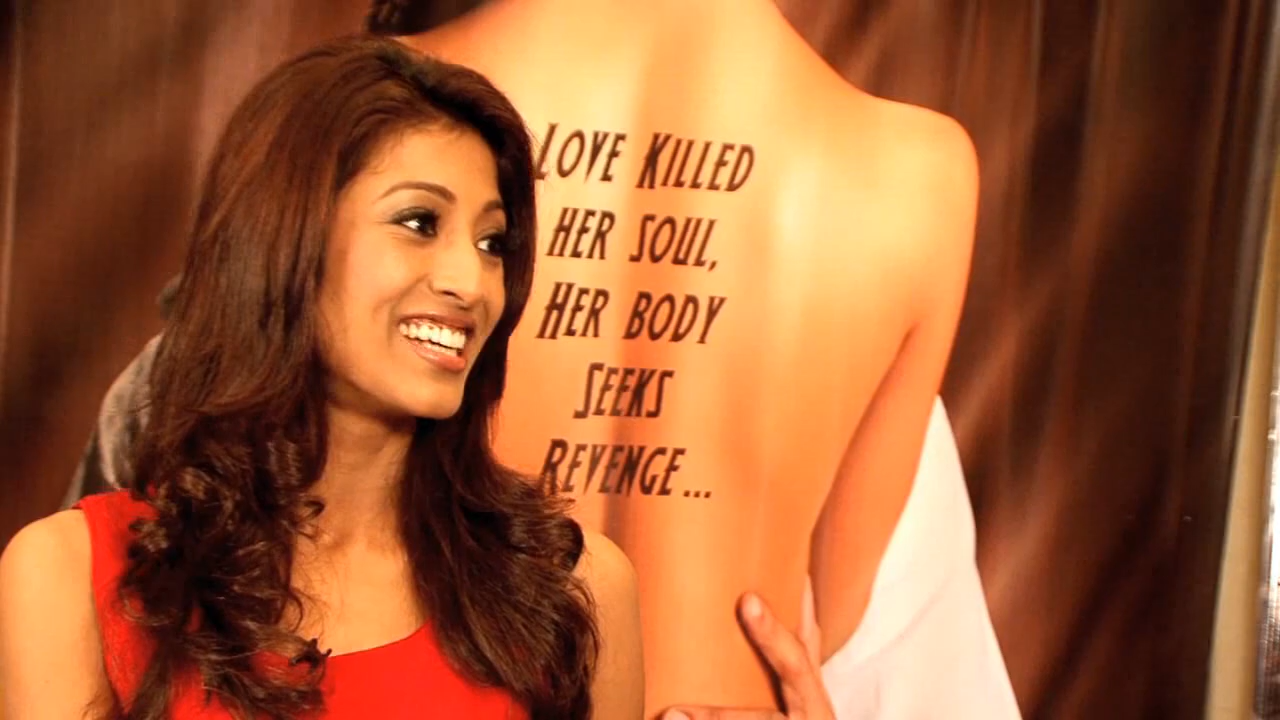 LOVE KILLED
HER SOUL,
HER BODY
SEEKS
REVENGE...